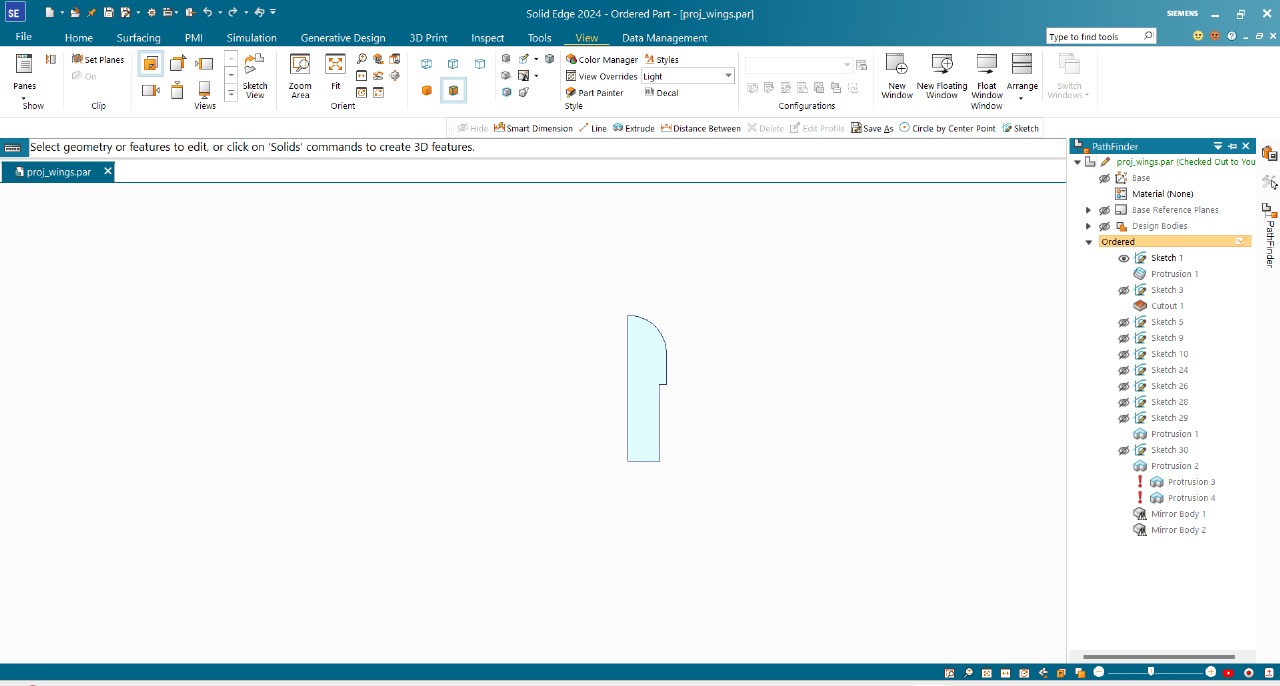 SE
Solid Edge 2024 - Ordered Part - [proj_wings.par]
SIEMENS
File Home Surfacing PMI Simulation Generative Design 3D Print Inspect Tools View Data Management
Type to find tools
Panes
Show
Set Planes
On
Clip
Views
Sketch View
Zoom Area
Fit
Orient
Color Manager
Styles
View Overrides
Light
Part Painter
Decal
Style
Configurations
New Window
New Floating Window
Float Window
Arrange
Window
Switch Windows
Hide Smart Dimension Line Extrude Distance Between Delete Edit Profile Save As Circle by Center Point Sketch
Select geometry or features to edit, or click on 'Solids' commands to create 3D features.
proj_wings.par
PathFinder
proj_wings.par (Checked Out to You
Base
Material (None)
Base Reference Planes
Design Bodies
Ordered
Sketch 1
Protrusion 1
Sketch 3
Cutout 1
Sketch 5
Sketch 9
Sketch 10
Sketch 24
Sketch 26
Sketch 28
Sketch 29
Protrusion 1
Sketch 30
Protrusion 2
Protrusion 3
Protrusion 4
Mirror Body 1
Mirror Body 2
PathFinder